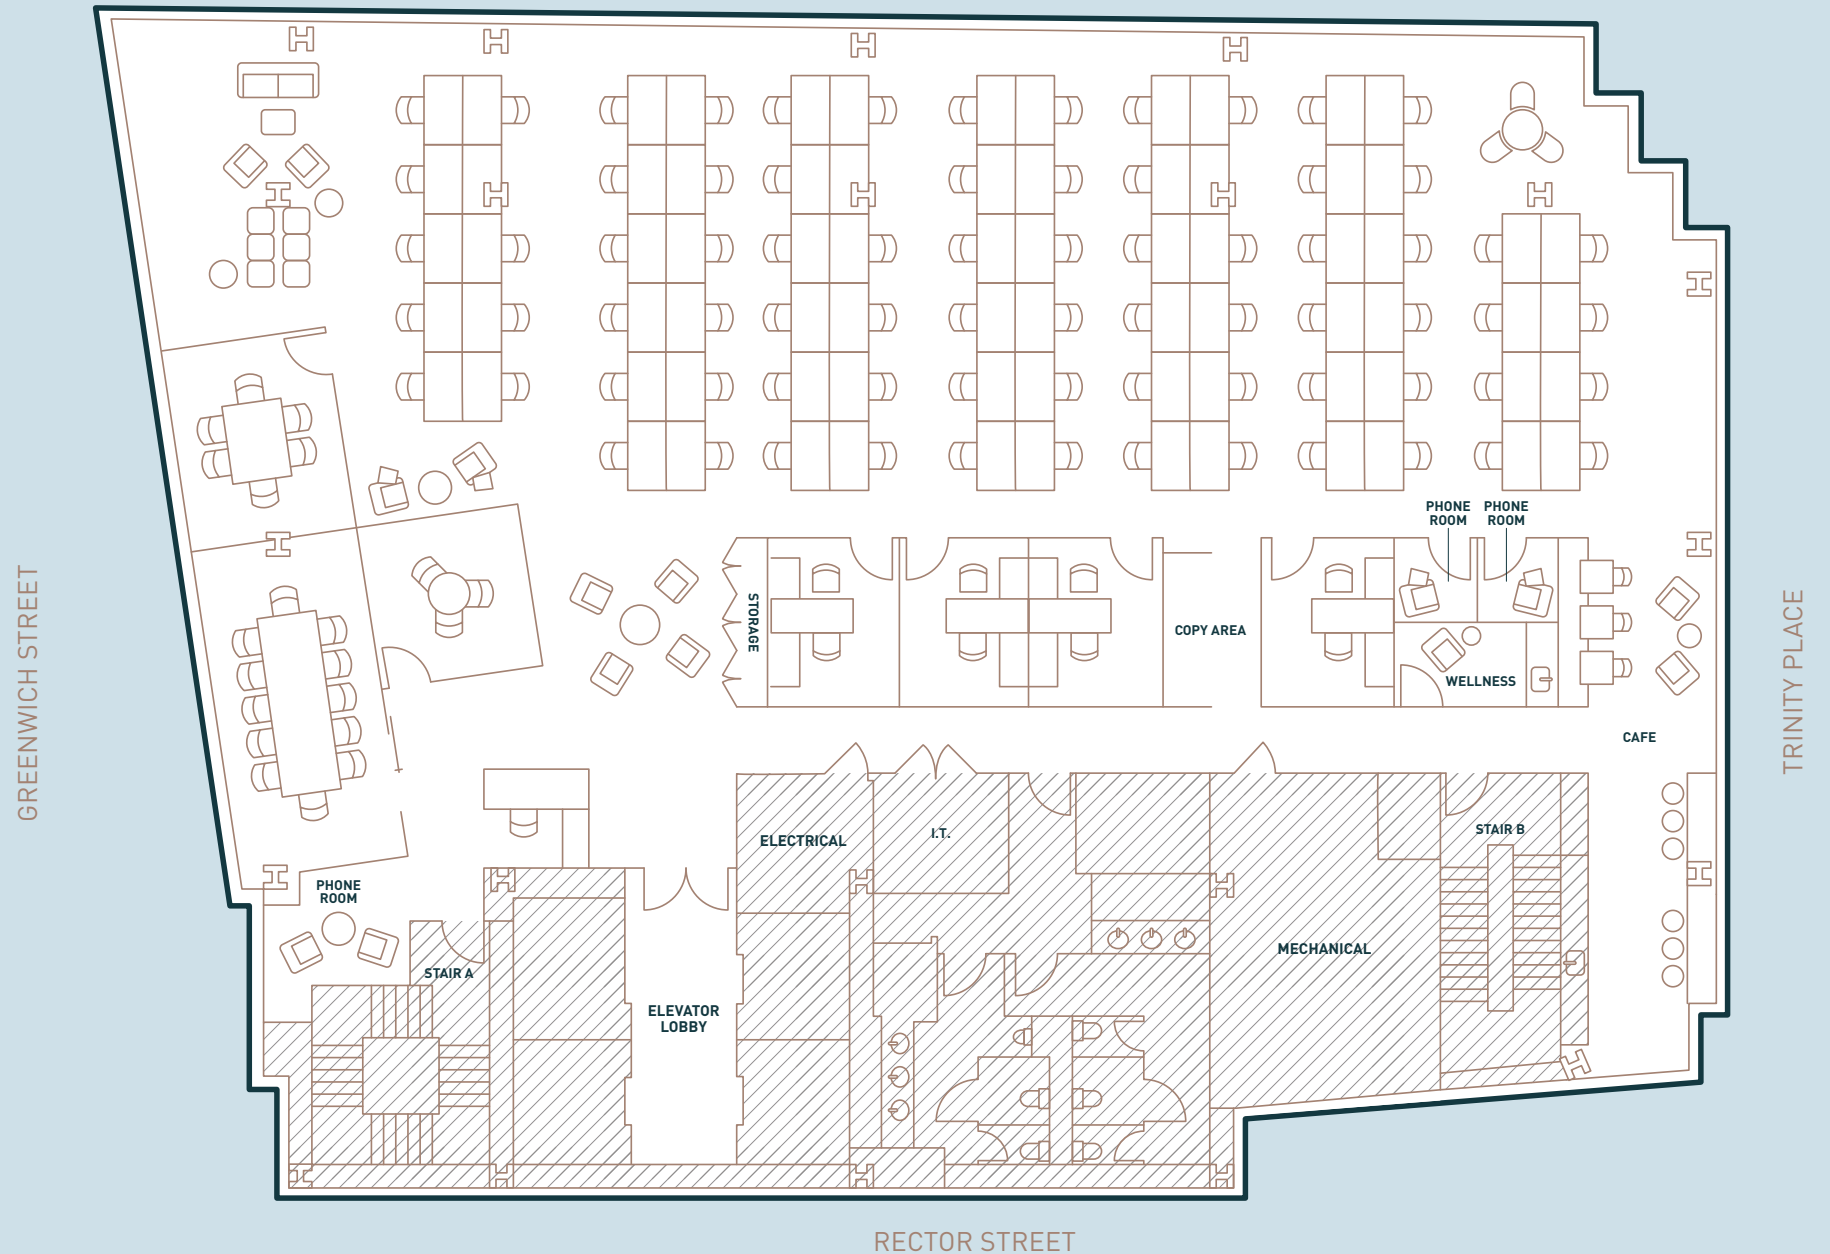 PHONE
ROOM
PHONE
ROOM
STORAGE
COPY AREA
WELLNESS
CAFE
GREENWICH STREET
TRINITY PLACE
ELECTRICAL
I.T.
STAIR B
PHONE
ROOM
STAIR A
MECHANICAL
ELEVATOR
LOBBY
RECTOR STREET